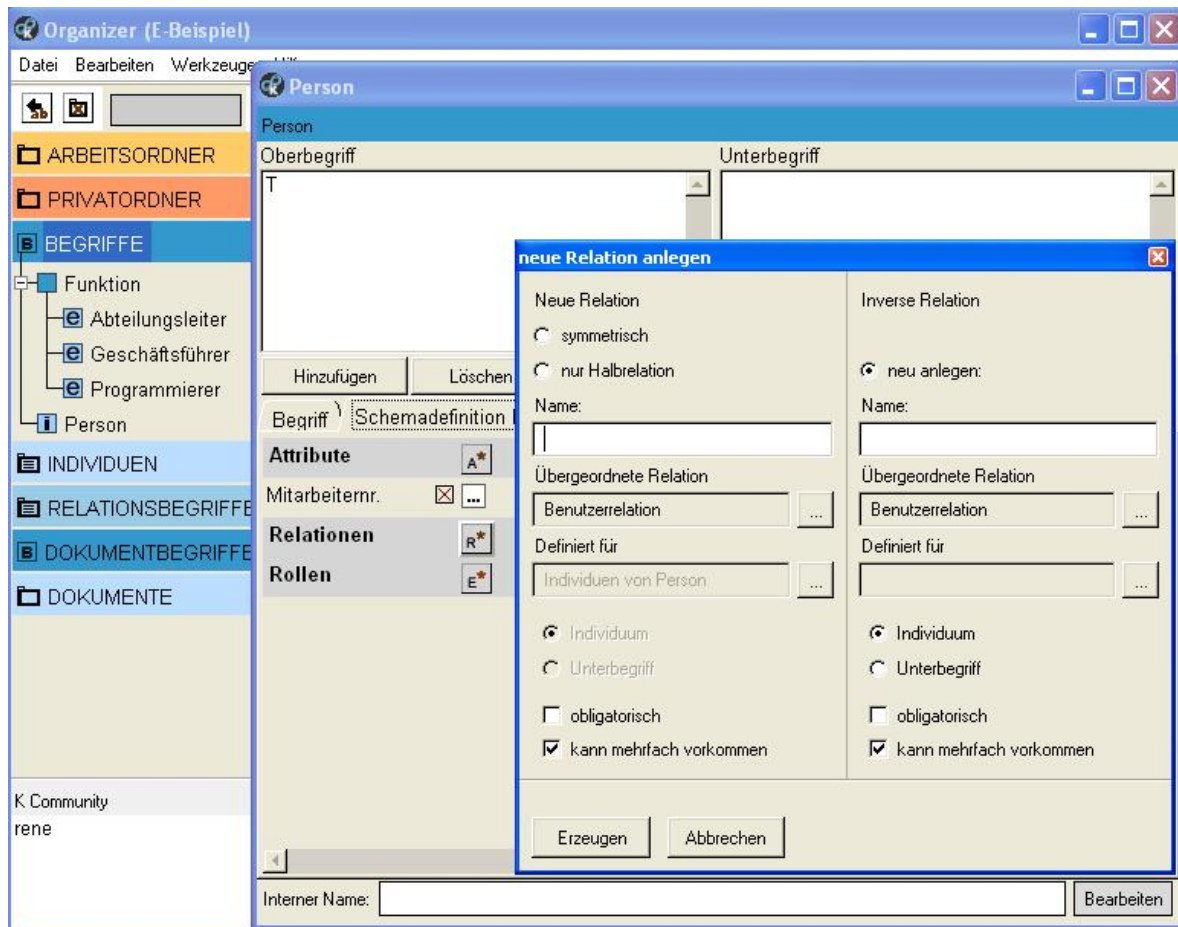 Organizer (E-Beispiel)
Datei Bearbeiten Werkzeuge
ARBEITSORDNER
PRIVATORDNER
BEGRIFFE
Funktion
Abteilungsleiter
Geschäftsführer
Programmierer
Person
INDIVIDUEN
RELATIONSBEGRIFFE
DOKUMENTBEGRIFFE
DOKUMENTE
K Community
rene
Person
Person
Oberbegriff Unterbegriff
T
Hinzufügen Löschen
Begriff Schemadefinition
Attribute A*
Mitarbeiternr. ...
Relationen R*
Rollen E*
Interner Name: Bearbeiten
neue Relation anlegen
Neue Relation
symmetrisch
nur Halbrelation
Name:
Übergeordnete Relation
Benutzerrelation ...
Definiert für
Individuen von Person ...
Individuum
Unterbegriff
obligatorisch
kann mehrfach vorkommen
Inverse Relation
neu anlegen:
Name:
Übergeordnete Relation
Benutzerrelation ...
Definiert für
...
Individuum
Unterbegriff
obligatorisch
kann mehrfach vorkommen
Erzeugen Abbrechen